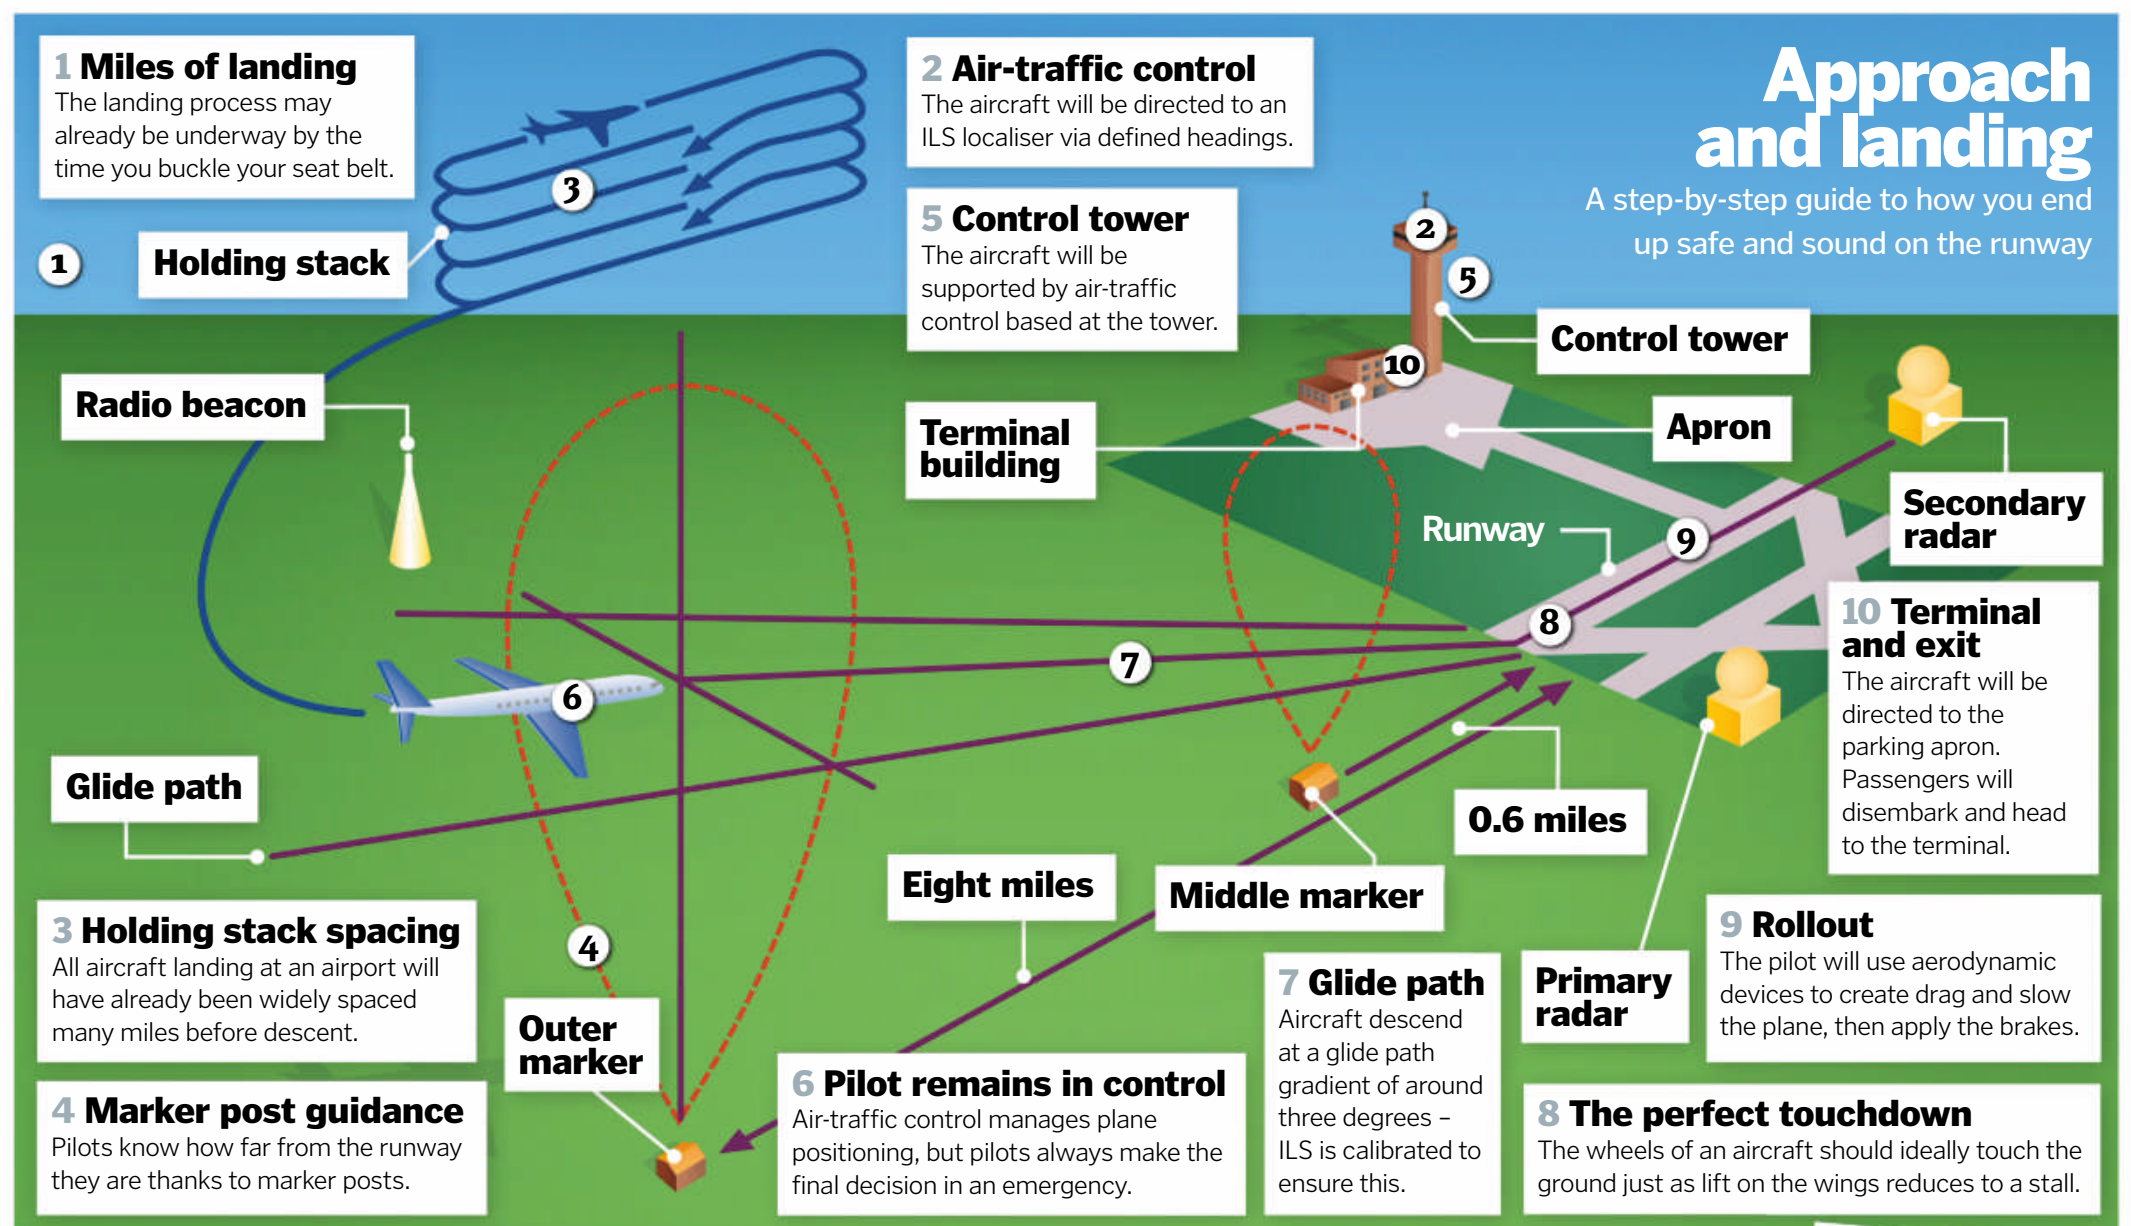 Approach
and landing
A step-by-step guide to how you end
up safe and sound on the runway
1 Miles of landing
The landing process may
already be underway by the
time you buckle your seat belt.
2 Air-traffic control
The aircraft will be directed to an
ILS localiser via defined headings.
5 Control tower
The aircraft will be
supported by air-traffic
control based at the tower.
3
1
Holding stack
2
5
10
Control tower
Radio beacon
Terminal
building
Apron
Secondary
radar
Runway
9
8
7
6
10 Terminal
and exit
The aircraft will be
directed to the
parking apron.
Passengers will
disembark and head
to the terminal.
Glide path
0.6 miles
Eight miles
Middle marker
4
3 Holding stack spacing
All aircraft landing at an airport will
have already been widely spaced
many miles before descent.
Outer
marker
4 Marker post guidance
Pilots know how far from the runway
they are thanks to marker posts.
6 Pilot remains in control
Air-traffic control manages plane
positioning, but pilots always make the
final decision in an emergency.
7 Glide path
Aircraft descend
at a glide path
gradient of around
three degrees –
ILS is calibrated to
ensure this.
Primary
radar
9 Rollout
The pilot will use aerodynamic
devices to create drag and slow
the plane, then apply the brakes.
8 The perfect touchdown
The wheels of an aircraft should ideally touch the
ground just as lift on the wings reduces to a stall.